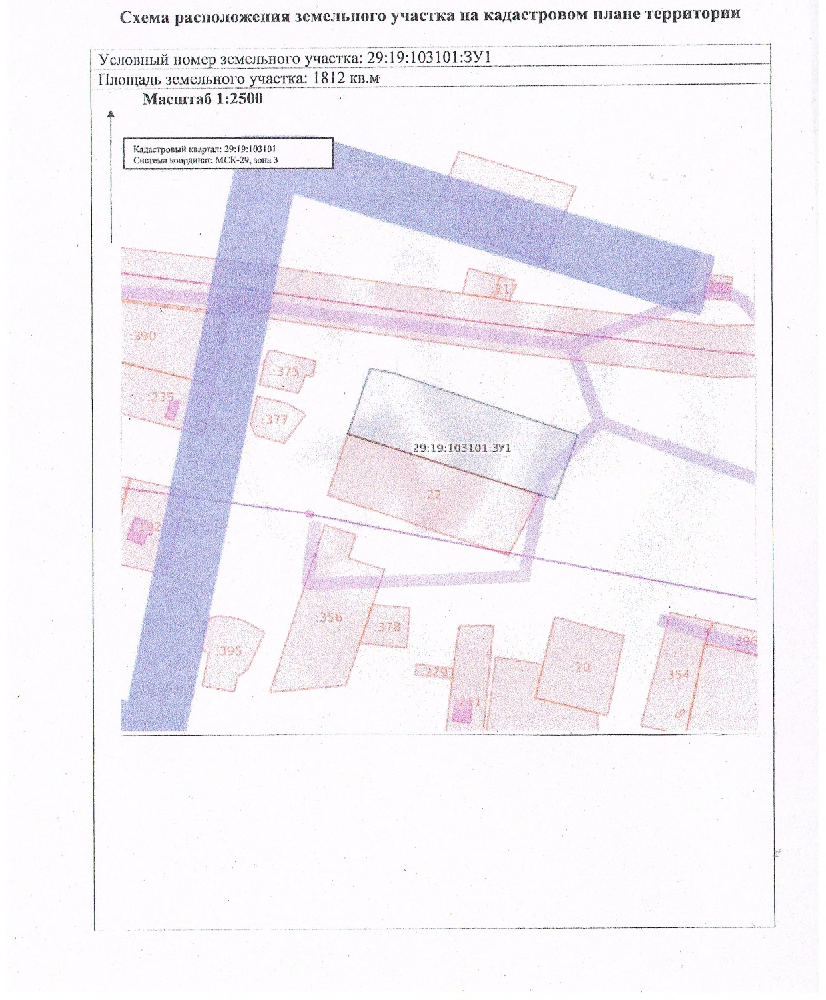 Схема расположения земельного участка на кадастровом плане территории
Условный номер земельного участка: 29:19:103101:ЗУ1
Площадь земельного участка: 1812 кв.м
Масштаб 1:2500
Кадастровый квартал: 29:19:103101
Система координат: МСК-29, зона 3
:217
:390
:375
:235
:377
29:19:103101:ЗУ1
:22
:356
:378
:395
:396
:229
20
354